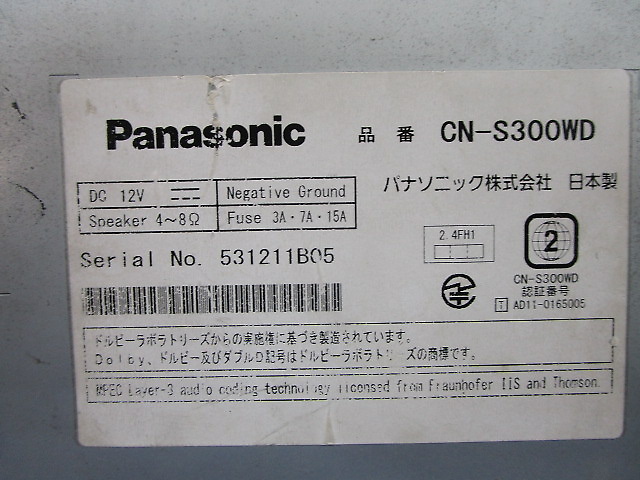 Panasonic 品番 CN-S300WD
パナソニック株式会社 日本製
DC 12V Negative Ground
Speaker 4~8Ω Fuse 3A・7A・15A
Serial No. 531211B05
2.4FH1
2
CN-S300WD
認証番号
T AD11-0165005
ドルビーラボラトリーズからの実施権に基づき製造されています。
Dolby、ドルビー及びダブルD記号はドルビーラボラトリーズの商標です。
MPEG Layer-3 audio coding technology licensed from Fraunhofer IIS and Thomson.